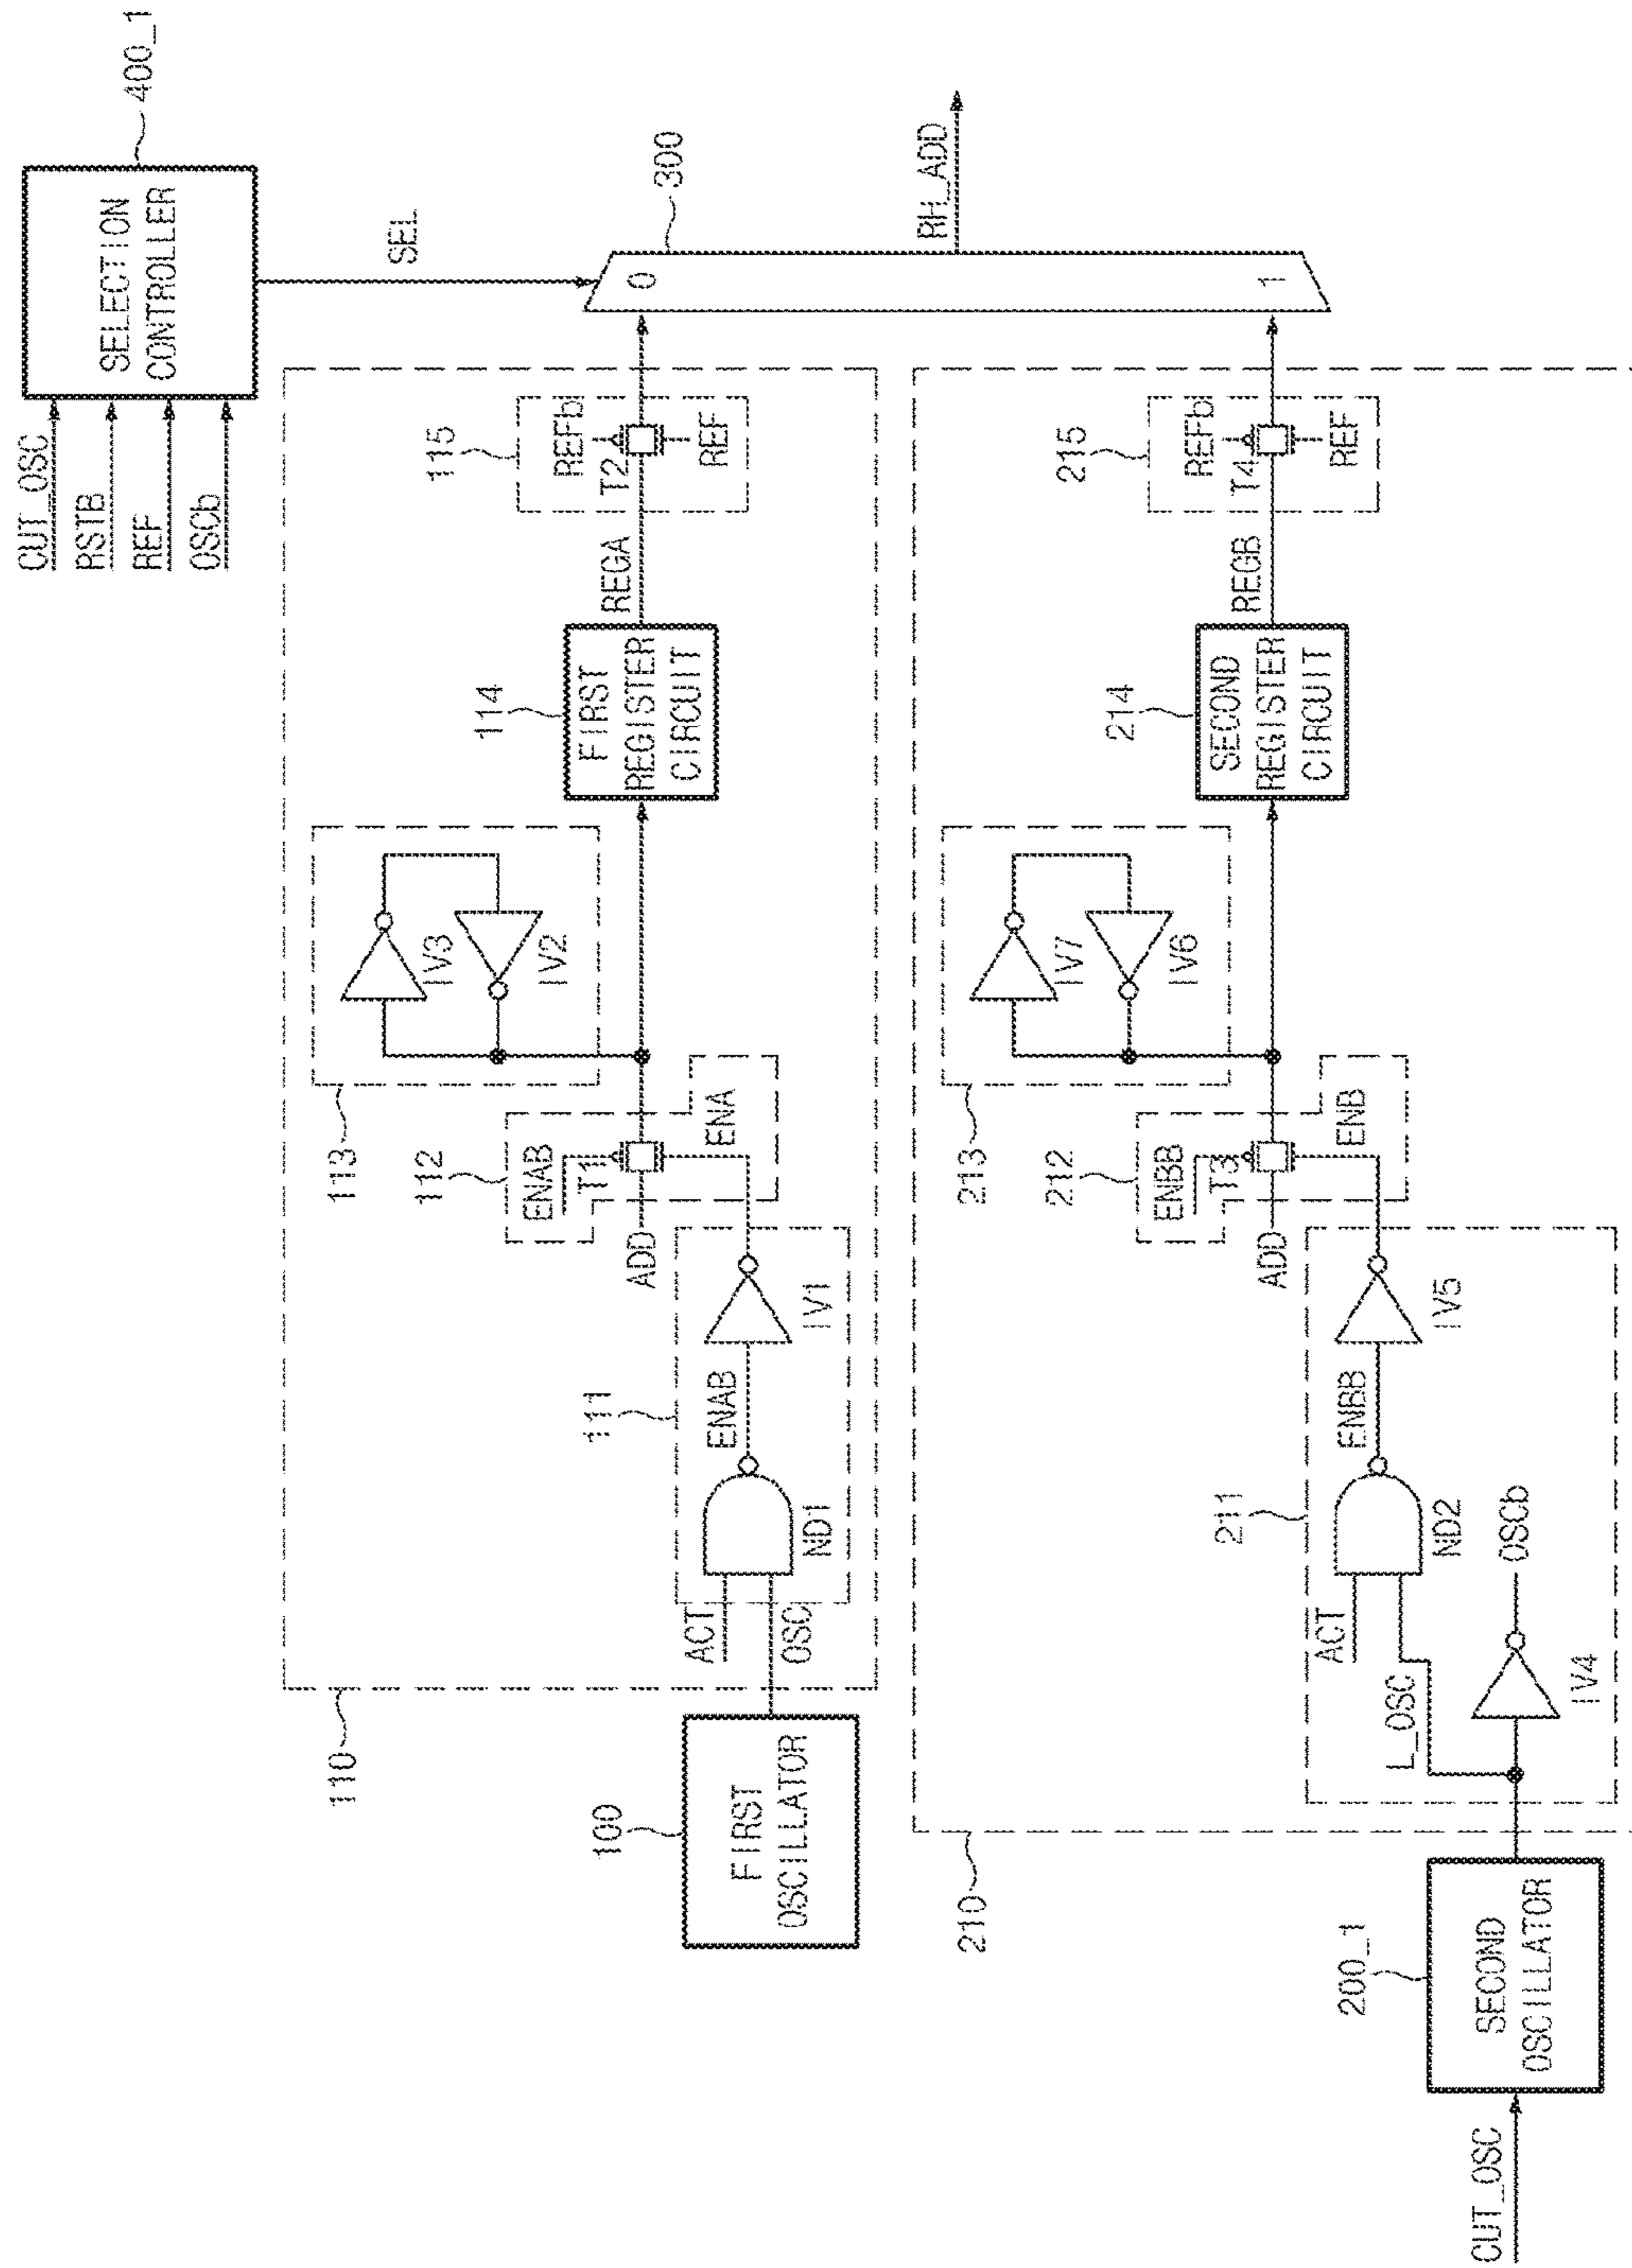 CUT_OSC
RSTB
REF
OSCb
SELECTION
CONTROLLER
400_1
SEL
110
100
FIRST
OSCILLATOR
ACT
OSC
111
ND1
ENAB
IV1
112
ENAB
T1
ADD
ENA
113
IV3
IV2
114
FIRST
REGISTER
CIRCUIT
REGA
115
REFb
T2
REF
0
1
300
RH_ADD
210
CUT_OSC
200_1
SECOND
OSCILLATOR
L_OSC
ACT
211
ND2
IV4
OSCb
ENBB
IV5
212
ENBB
T3
ADD
ENB
213
IV7
IV6
214
SECOND
REGISTER
CIRCUIT
REGB
215
REFb
T4
REF